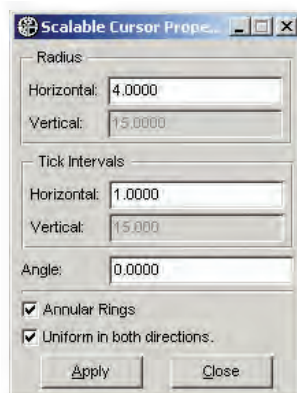 Scalable Cursor Prope...
Radius
Horizontal: 4.0000
Vertical: 15.0000
Tick Intervals
Horizontal: 1.0000
Vertical: 15.000
Angle: 0.0000
Annular Rings
Uniform in both directions.
Apply Close